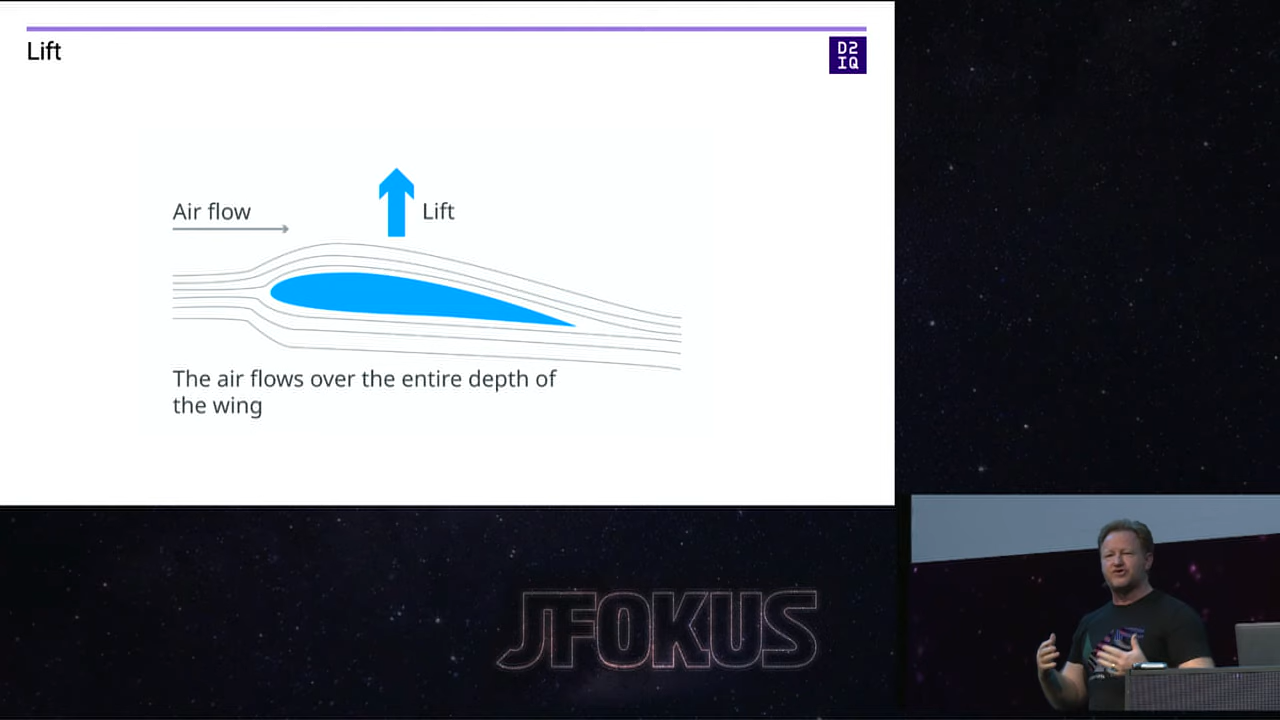 Lift
D2
IQ
Air flow
Lift
The air flows over the entire depth of
the wing
JFOKUS